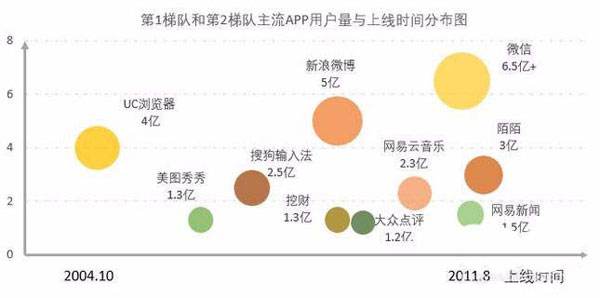 第1梯队和第2梯队主流APP用户量与上线时间分布图
8
6
4
2
0
微信
6.5亿+
新浪微博
5亿
UC浏览器
4亿
陌陌
3亿
网易云音乐
2.3亿
搜狗输入法
2.5亿
美图秀秀
1.3亿
挖财
1.3亿
大众点评
1.2亿
网易新闻
1.5亿
2004.10
2011.8
上线时间